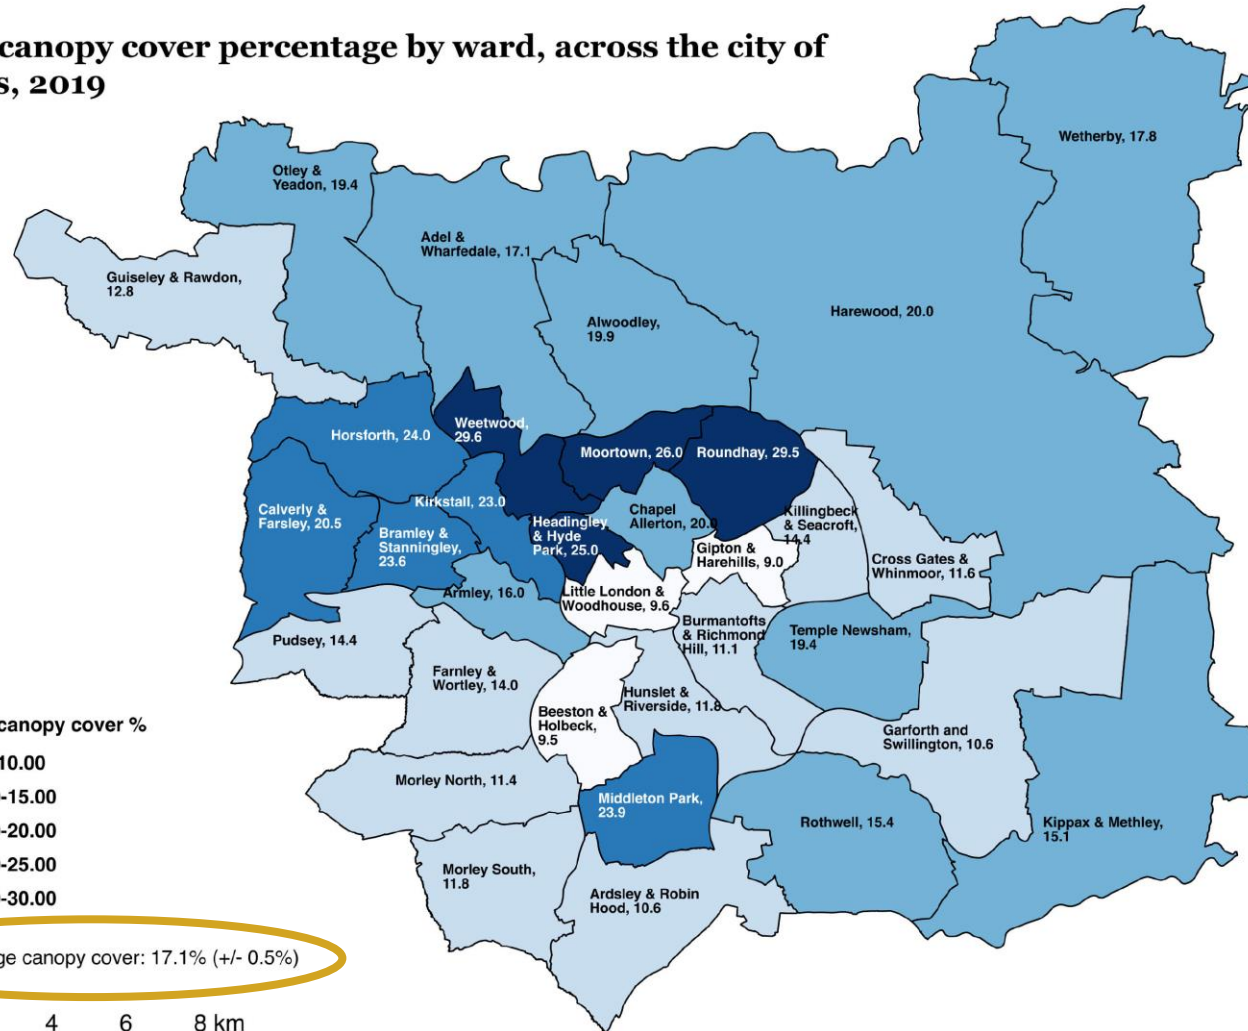 canopy cover percentage by ward, across the city of
s, 2019
Wetherby, 17.8
Otley &
Yeadon, 19.4
Adel &
Wharfedale, 17.1
Guiseley & Rawdon,
12.8
Alwoodley,
19.9
Harewood, 20.0
Weetwood,
29.6
Horsforth, 24.0
Moortown, 26.0
Roundhay, 29.5
Kirkstall, 23.0
Calverly &
Farsley, 20.5
Bramley &
Stanningley,
23.6
Headingley
& Hyde
Park, 25.0
Chapel
Allerton, 20.0
Killingbeck
& Seacroft,
14.4
Gipton &
Harehills, 9.0
Cross Gates &
Whinmoor, 11.6
Armley, 16.0
Little London &
Woodhouse, 9.6
Burmantofts
& Richmond
Hill, 11.1
Temple Newsham,
19.4
Pudsey, 14.4
Farnley &
Wortley, 14.0
Hunslet &
Riverside, 11.8
Beeston &
Holbeck,
9.5
Garforth and
Swillington, 10.6
Morley North, 11.4
Middleton Park,
23.9
Rothwell, 15.4
Kippax & Methley,
15.1
Morley South,
11.8
Ardsley & Robin
Hood, 10.6
canopy cover %
10.00
-15.00
-20.00
-25.00
-30.00
ge canopy cover: 17.1% (+/- 0.5%)
4 6 8 km